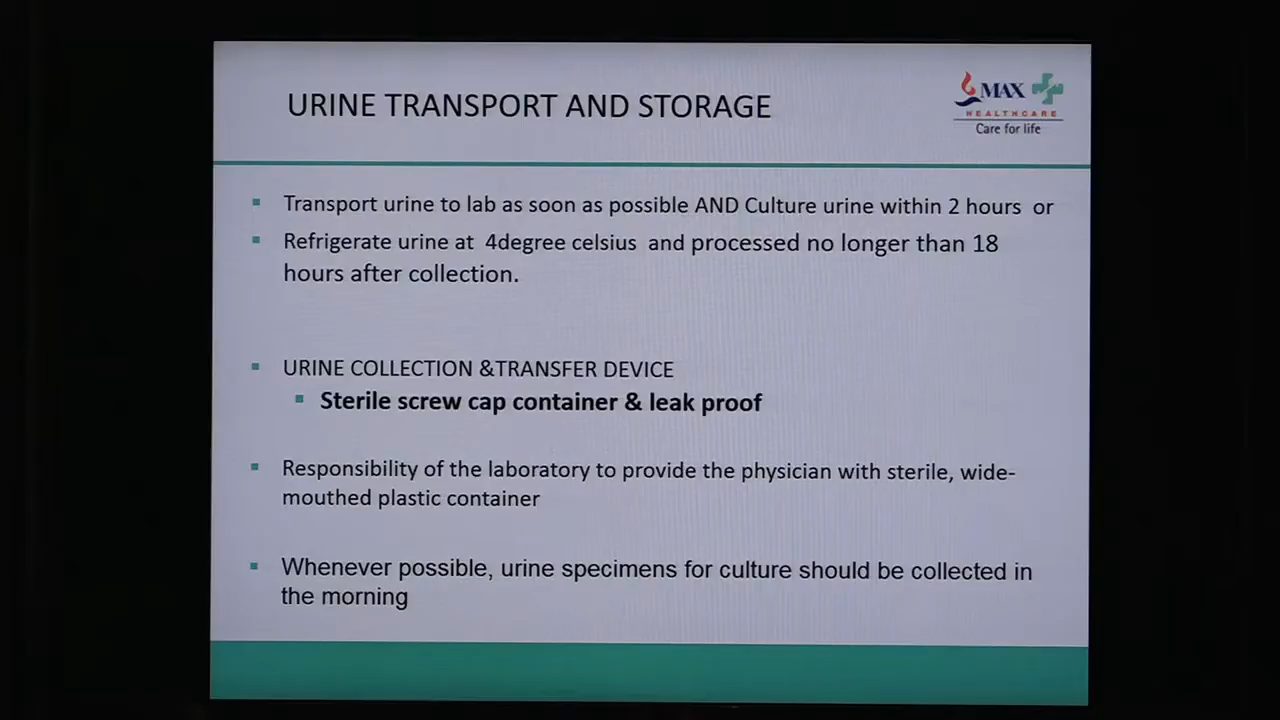 URINE TRANSPORT AND STORAGE
MAX
HEALTHCARE
Care for life
Transport urine to lab as soon as possible AND Culture urine within 2 hours or
Refrigerate urine at 4degree celsius and processed no longer than 18
hours after collection.
URINE COLLECTION &TRANSFER DEVICE
Sterile screw cap container & leak proof
Responsibility of the laboratory to provide the physician with sterile, wide-
mouthed plastic container
Whenever possible, urine specimens for culture should be collected in
the morning